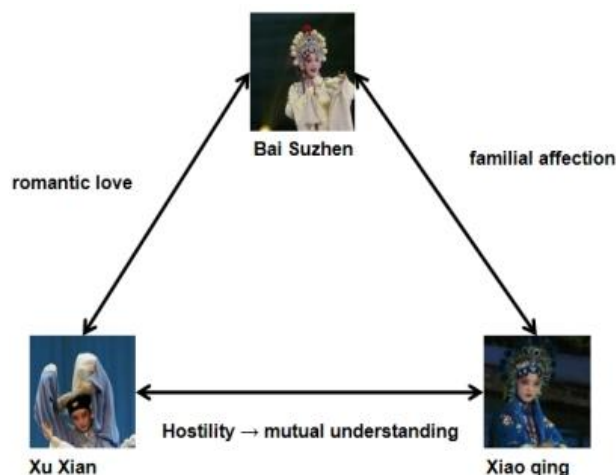 Bai Suzhen
romantic love
familial affection
Hostility → mutual understanding
Xu Xian
Xiao qing